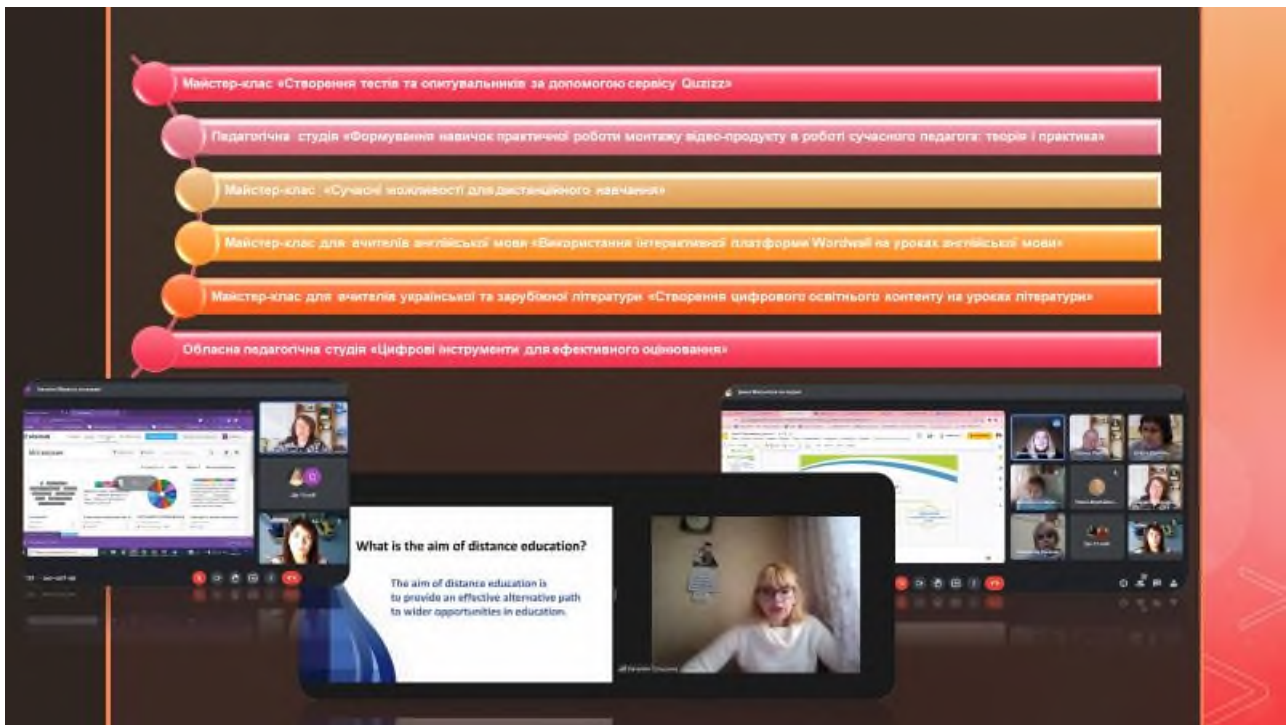 Майстер-клас «Створення тестів та опитувальників за допомогою сервісу Quzizz»
Педагогічна студія «Формування навичок практичної роботи монтажу відео-продукту в роботі сучасного педагога: теорія і практика»
Майстер-клас «Сучасні можливості для дистанційного навчання»
Майстер-клас для вчителів англійської мови «Використання інтерактивної платформи Wordwall на уроках англійської мови»
Майстер-клас для вчителів української та зарубіжної літератури «Створення цифрового освітнього контенту на уроках літератури»
Обласна педагогічна студія «Цифрові інструменти для ефективного оцінювання»
What is the aim of distance education?
The aim of distance education is
to provide an effective alternative path
to wider opportunities in education.